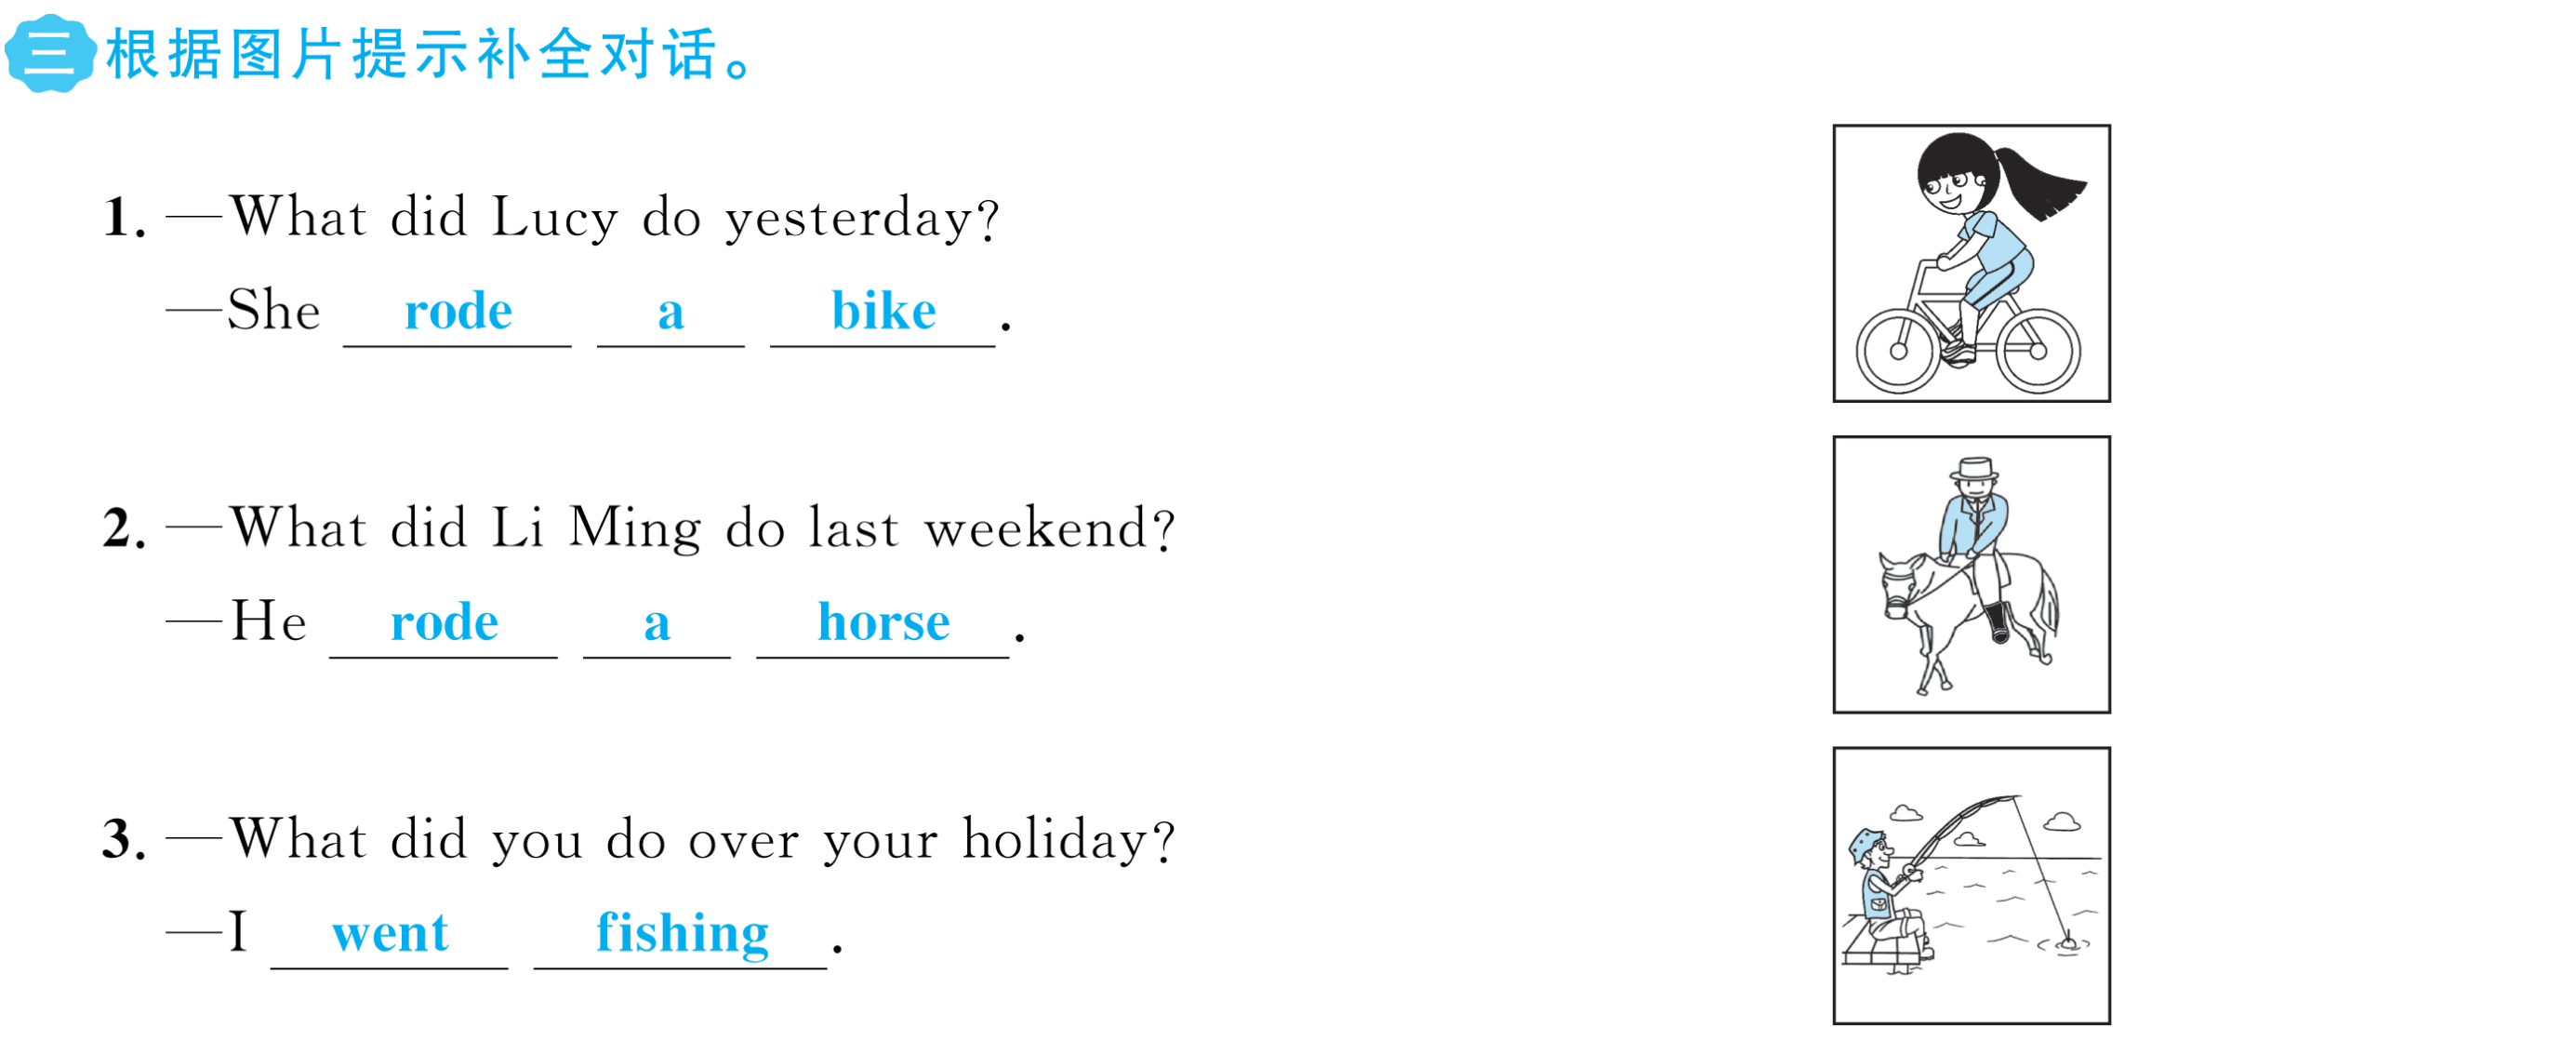 三 根据图片提示补全对话。
1. —What did Lucy do yesterday?
—She rode a bike.
2. —What did Li Ming do last weekend?
—He rode a horse.
3. —What did you do over your holiday?
—I went fishing.